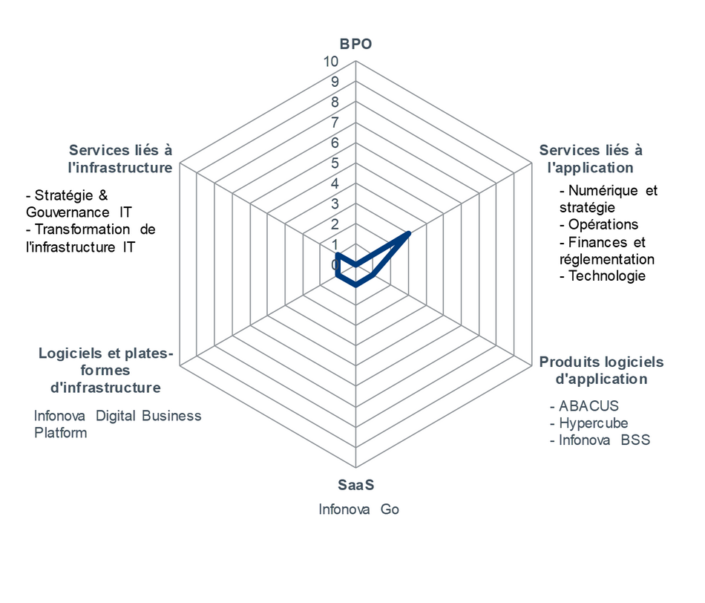 BPO
10
9
8
7
6
5
4
3
2
1
0
Services liés à
l'application
- Numérique et
stratégie
- Opérations
- Finances et
réglementation
- Technologie
Produits logiciels
d'application
- ABACUS
- Hypercube
- Infonova BSS
SaaS
Infonova Go
Logiciels et plates-
formes
d'infrastructure
Infonova Digital Business
Platform
Services liés à
l'infrastructure
- Stratégie &
Gouvernance IT
- Transformation de
l'infrastructure IT